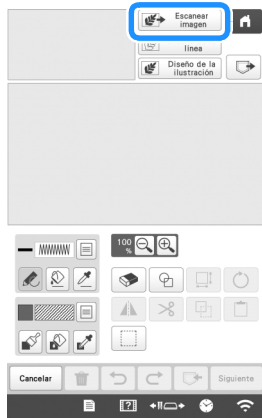 Escanear
imagen
línea
Diseño de la
ilustración
100
%
Cancelar
Siguiente